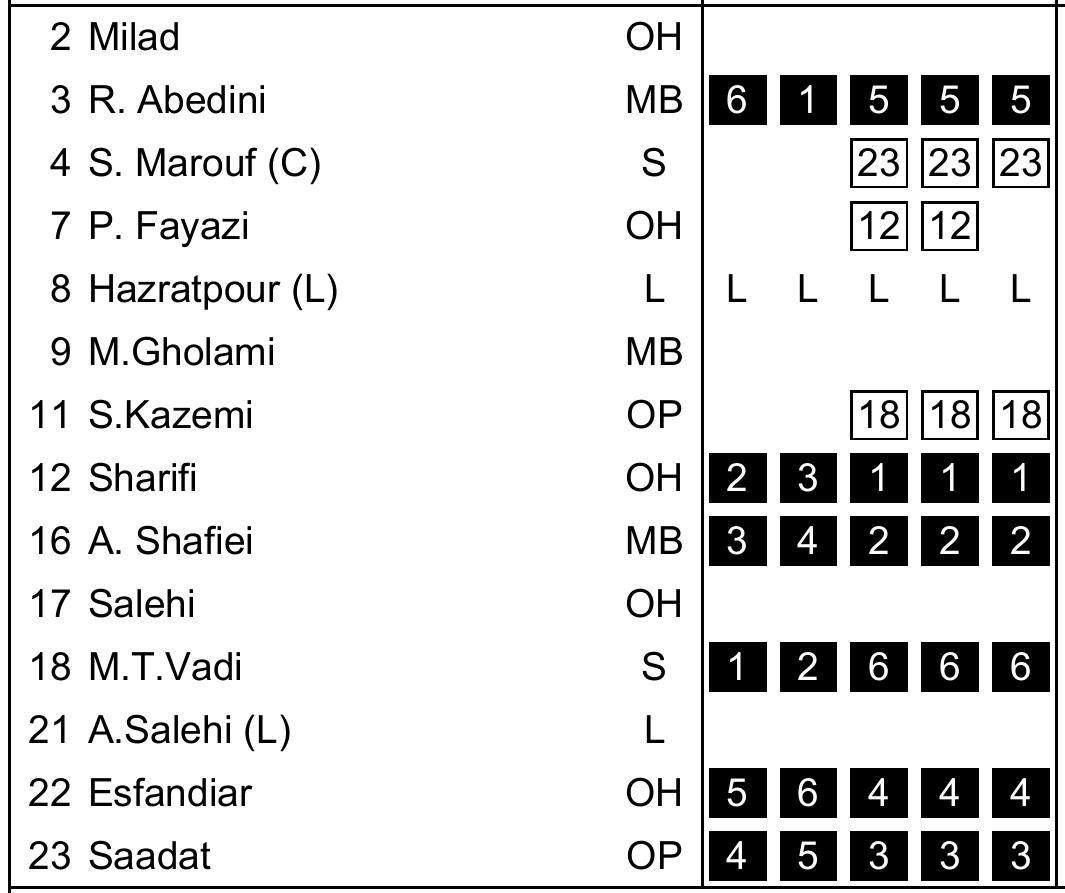 2 Milad OH
3 R. Abedini MB 6 1 5 5 5
4 S. Marouf (C) S 23 23 23
7 P. Fayazi OH 12 12
8 Hazratpour (L) L L L L L L
9 M.Gholami MB
11 S.Kazemi OP 18 18 18
12 Sharifi OH 2 3 1 1 1
16 A. Shafiei MB 3 4 2 2 2
17 Salehi OH
18 M.T.Vadi S 1 2 6 6 6
21 A.Salehi (L) L
22 Esfandiar OH 5 6 4 4 4
23 Saadat OP 4 5 3 3 3